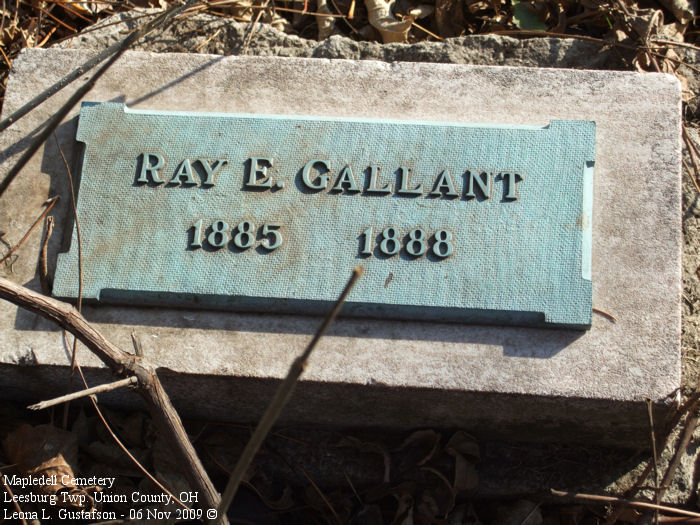 RAY E. GALLANT
1885 1888
Mapledell Cemetery
Leesburg Twp. Union County, OH
Leona L. Gustafson - 06 Nov 2009 ©